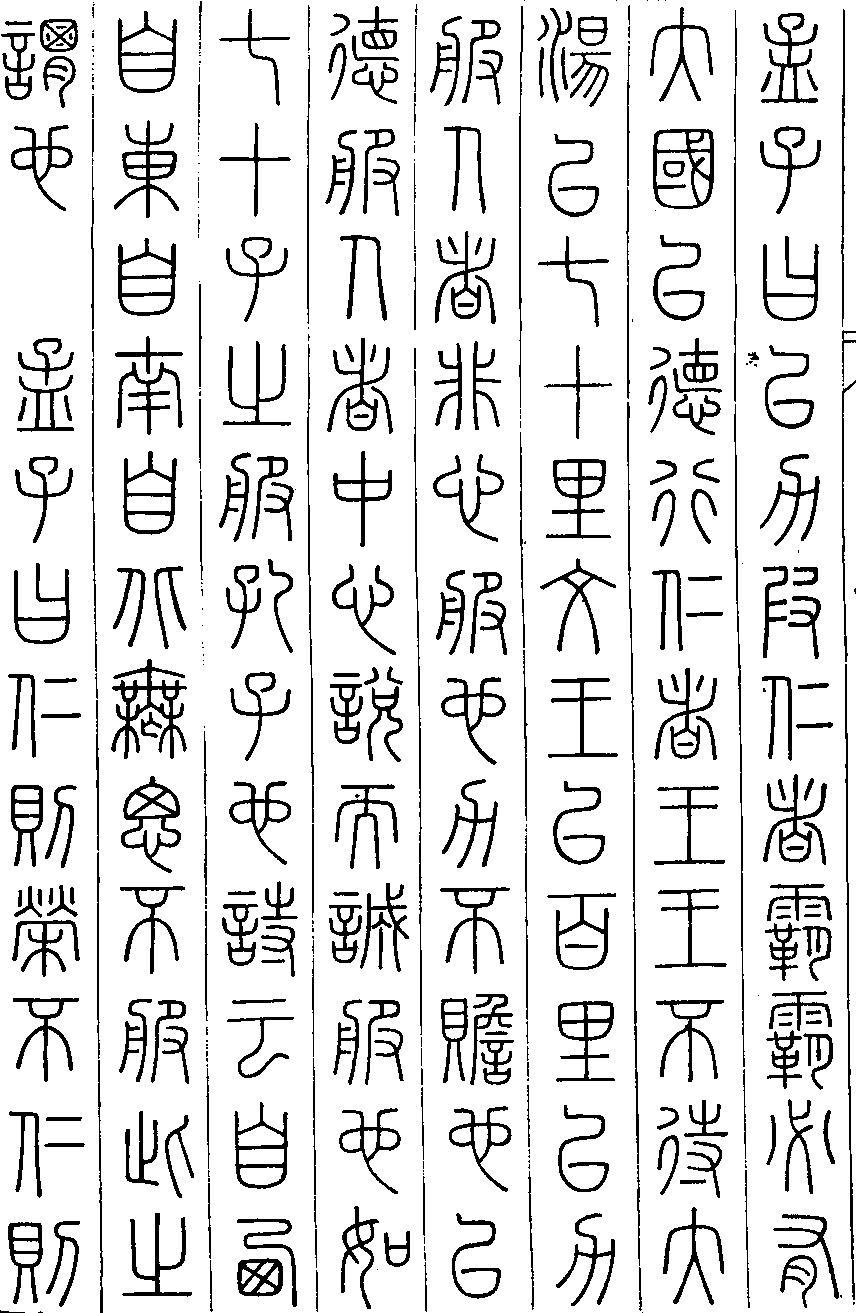 孟子曰以力假仁者霸霸必有
大國以德行仁者王王不待大
湯以七十里文王以百里以力
服人者非心服也力不贍也以
德服人者中心說而誠服也如
七十子之服孔子也詩云自西
自東自南自北無思不服此之
謂也　孟子曰仁則榮不仁則